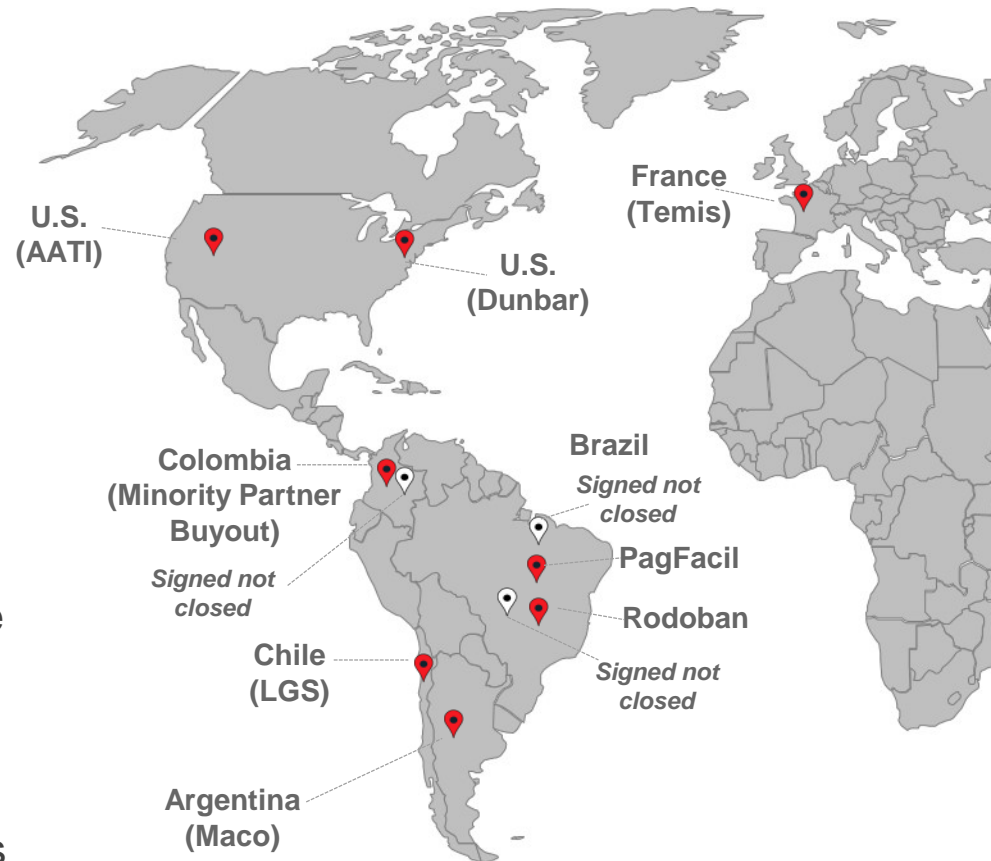 France
(Temis)
U.S.
(AATI)
U.S.
(Dunbar)
Brazil
Signed not
closed
Colombia
(Minority Partner
Buyout)
Signed not
closed
PagFacil
Rodoban
Signed not
closed
Chile
(LGS)
Argentina
(Maco)
e
s